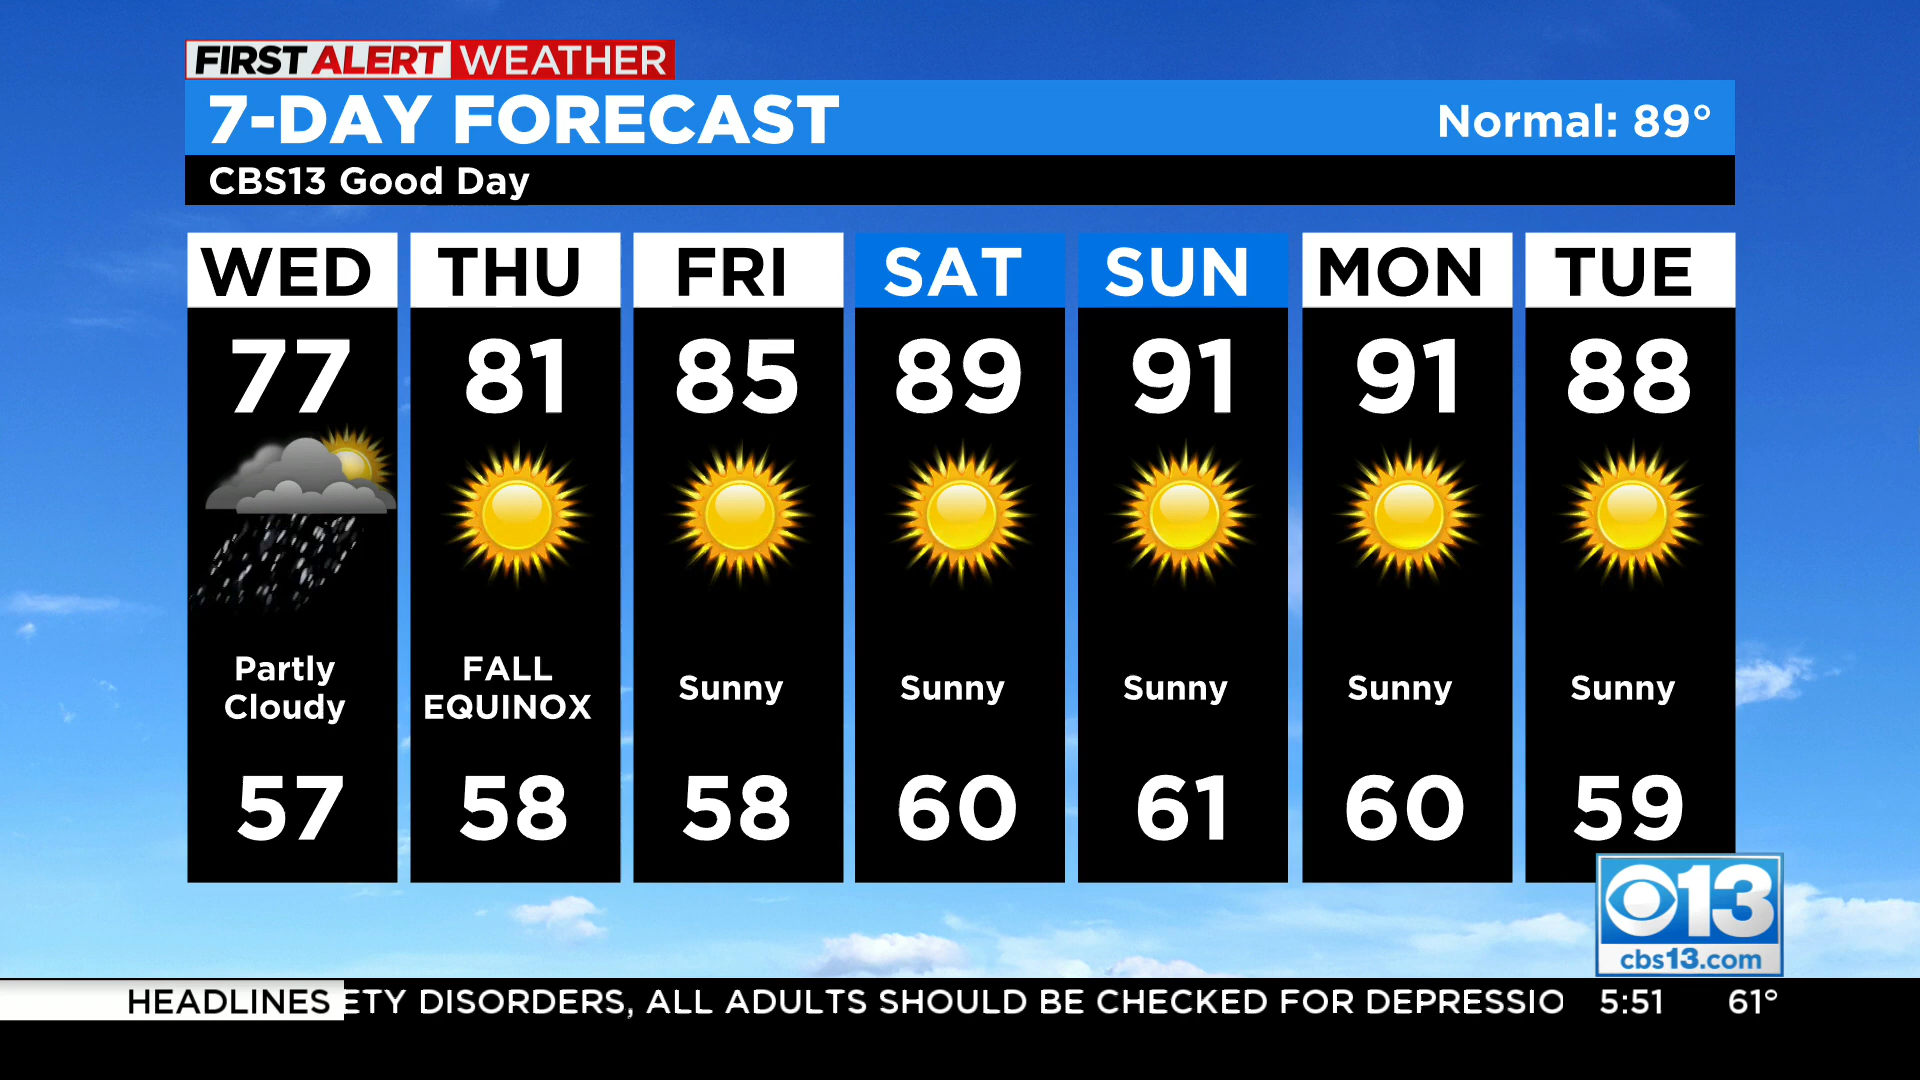 FIRST ALERT WEATHER
7-DAY FORECAST
Normal: 89°
CBS13 Good Day
WED THU FRI SAT SUN MON TUE
77 81 85 89 91 91 88
Partly
Cloudy
FALL
EQUINOX
Sunny
Sunny
Sunny
Sunny
Sunny
57 58 58 60 61 60 59
13
cbs13.com
HEADLINES ETY DISORDERS, ALL ADULTS SHOULD BE CHECKED FOR DEPRESSIO 5:51 61°